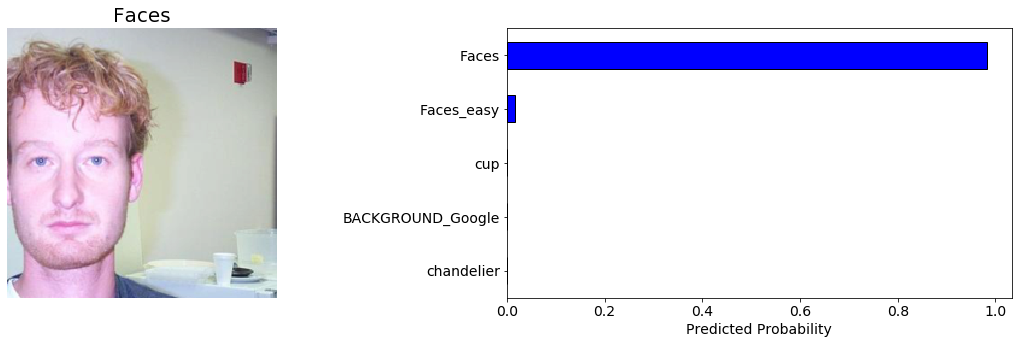 Faces
Faces
Faces_easy
cup
BACKGROUND_Google
chandelier
0.0 0.2 0.4 0.6 0.8 1.0
Predicted Probability